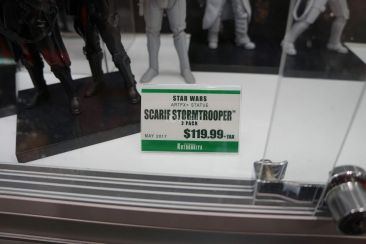 STAR WARS
ARTFX+ STATUE
SCARIF STORMTROOPER™
2 PACK
MAY 2017 $119.99+TAX
KOTOBUKIYA